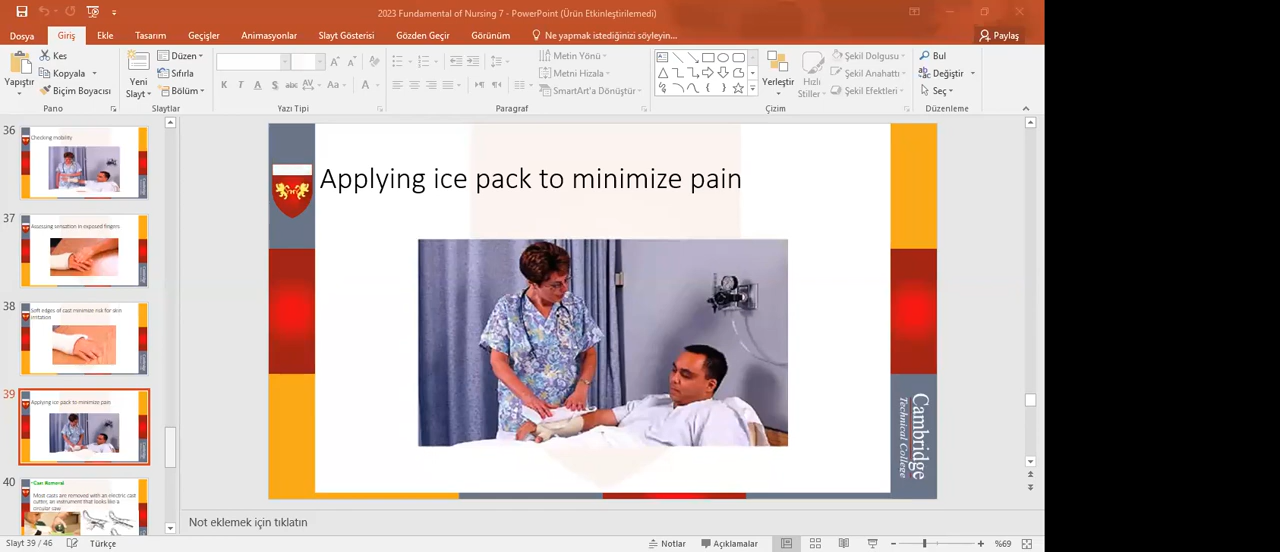 2023 Fundamental of Nursing 7 - PowerPoint (Ürün Etkinleştirilemedi)
Dosya Giriş Ekle Tasarım Geçişler Animasyonlar Slayt Gösterisi Gözden Geçir Görünüm Ne yapmak istediğinizi söyleyin... Paylaş
Yapıştır
Kes
Kopyala
Biçim Boyacısı
Pano
Yeni
Slayt
Düzen
Sıfırla
Bölüm
Slaytlar
K T A S abc AV Aa A
Yazı Tipi
Metin Yönü
Metni Hizala
SmartArt'a Dönüştür
Paragraf
Yerleştir
Hızlı
Stiller
Şekil Dolgusu
Şekil Anahattı
Şekil Efektleri
Çizim
Bul
Değiştir
Seç
Düzenleme
36
Checking mobility
37
Assessing sensation in exposed fingers
38
Soft edges of cast minimize risk for skin
irritation
39
Applying ice pack to minimize pain
40
Cast Removal
Most casts are removed with an electric cast
cutter, an instrument that looks like a
circular saw
Applying ice pack to minimize pain
Cambridge
Technical College
Not eklemek için tıklatın
Slayt 39 / 46 Türkçe Notlar Açıklamalar %69